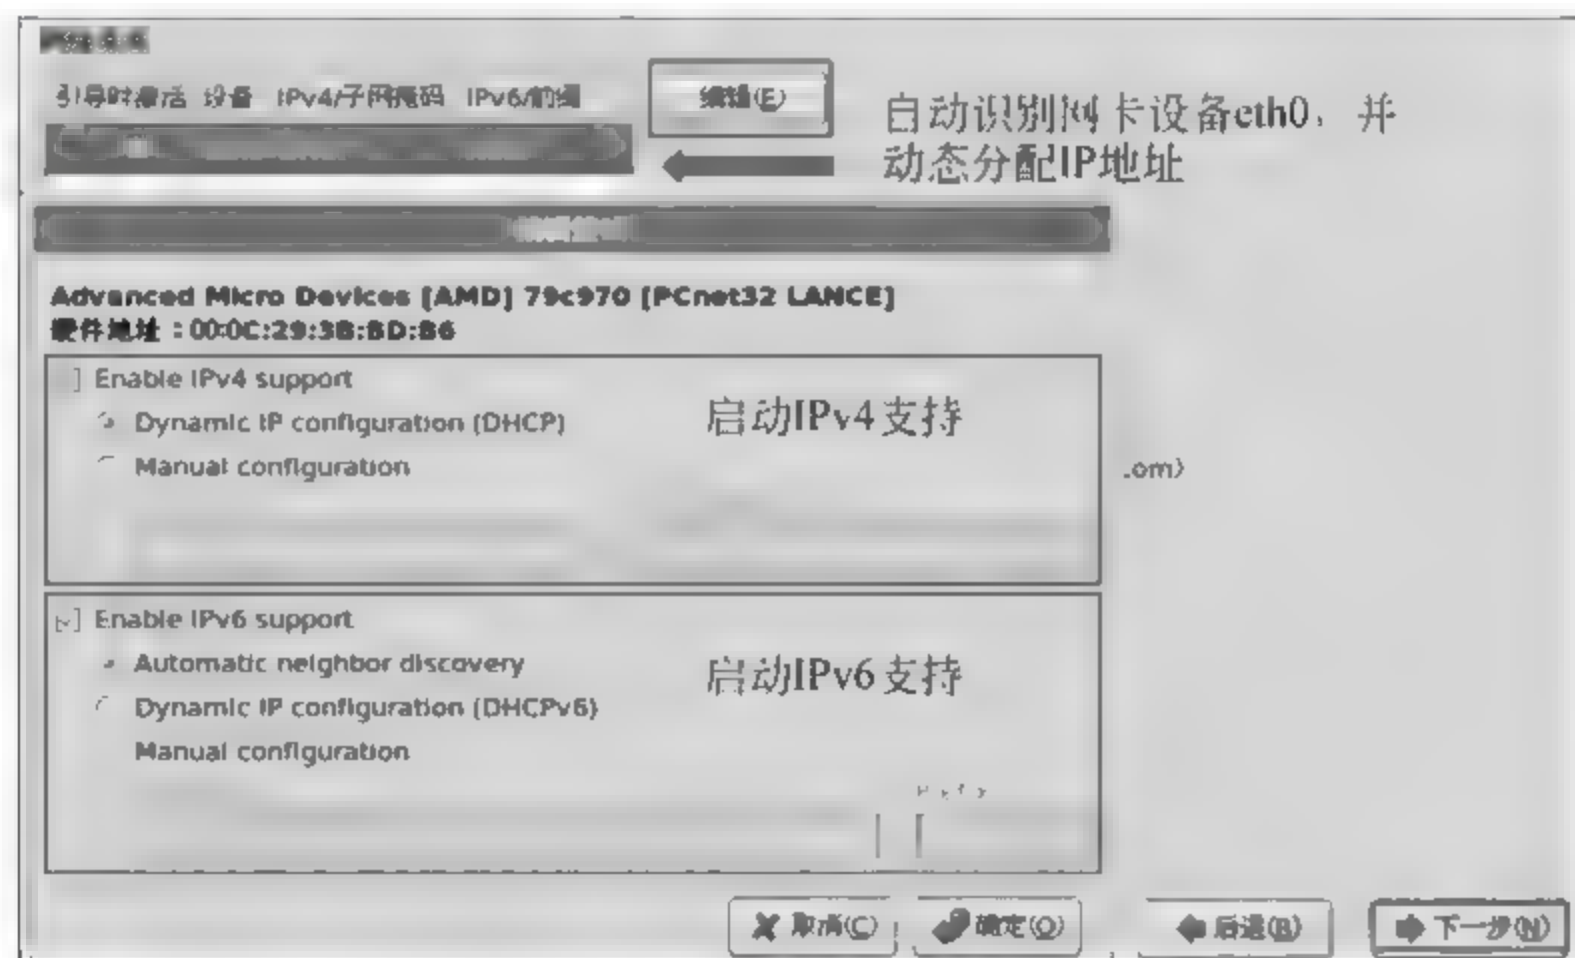 引导时激活 设备 IPv4/子网掩码 IPv6/前缀
编辑(E)
自动识别网卡设备eth0，并
动态分配IP地址
Advanced Micro Devices [AMD] 79c970 [PCnet32 LANCE]
硬件地址：00:0C:29:3B:BD:B6
Enable IPv4 support
Dynamic IP configuration (DHCP)
启动IPv4支持
Manual configuration
.om)
Enable IPv6 support
Automatic neighbor discovery
启动IPv6支持
Dynamic IP configuration (DHCPv6)
Manual configuration
Prefix
取消(C)
确定(O)
后退(B)
下一步(N)